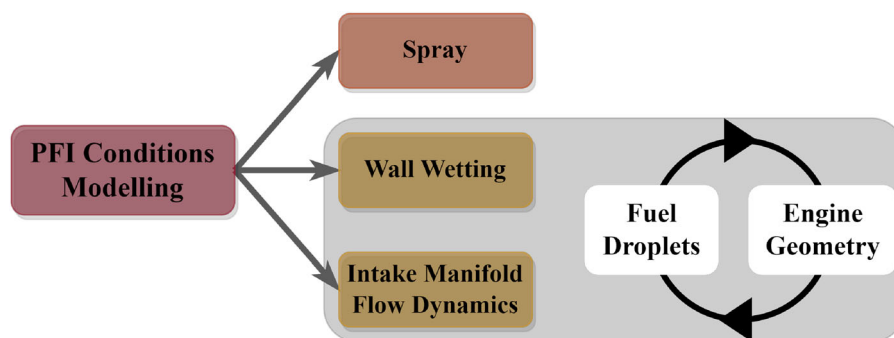 Spray
PFI Conditions
Modelling
Wall Wetting
Fuel
Droplets
Engine
Geometry
Intake Manifold
Flow Dynamics